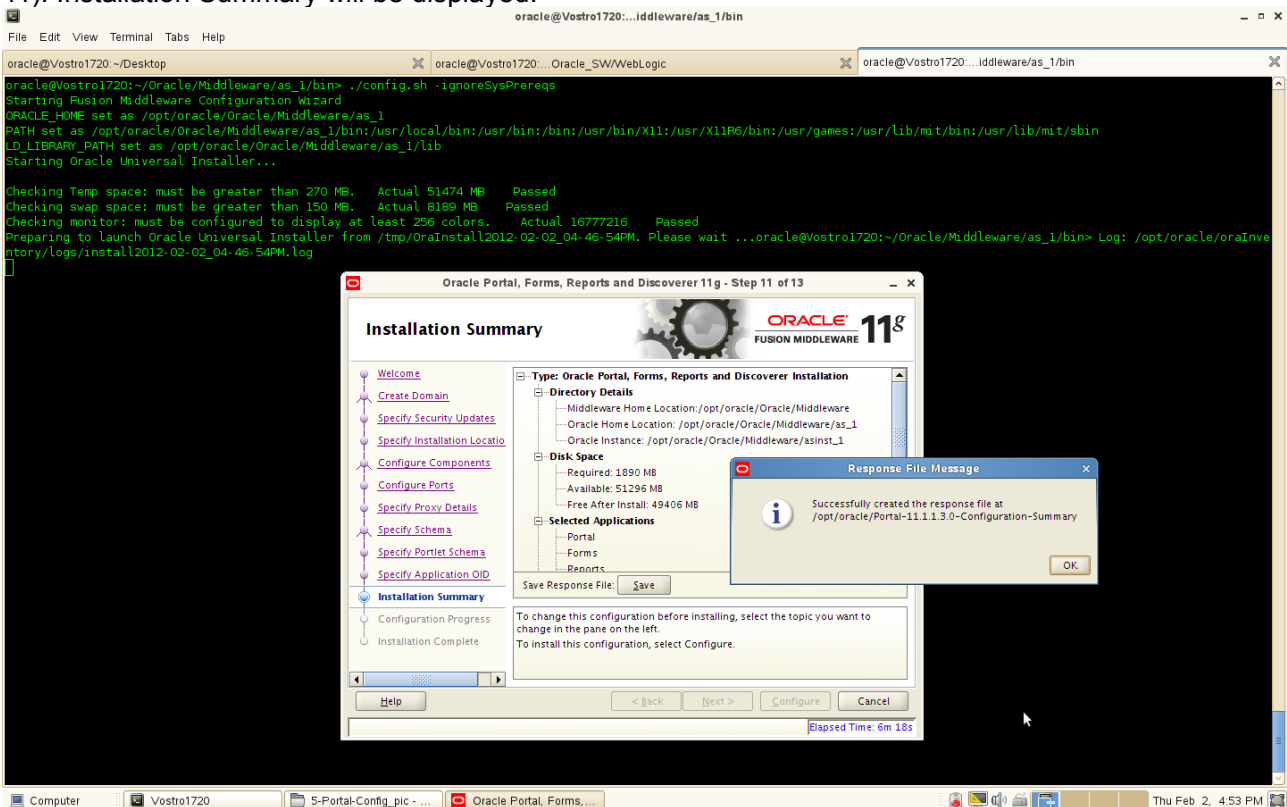 11). Installation Summary will be displayed.
oracle@Vostro1720:...iddleware/as_1/bin
File Edit View Terminal Tabs Help
oracle@Vostro1720:~/Desktop
oracle@Vostro1720:...Oracle_SW/WebLogic
oracle@Vostro1720:...iddleware/as_1/bin
oracle@Vostro1720:~/Oracle/Middleware/as_1/bin> ./config.sh -ignoreSysPrereqs
Starting Fusion Middleware Configuration Wizard
ORACLE_HOME set as /opt/oracle/Oracle/Middleware/as_1
PATH set as /opt/oracle/Oracle/Middleware/as_1/bin:/usr/local/bin:/usr/bin:/bin:/usr/bin/X11:/usr/X11R6/bin:/usr/games:/usr/lib/mit/bin:/usr/lib/mit/sbin
LD_LIBRARY_PATH set as /opt/oracle/Oracle/Middleware/as_1/lib
Starting Oracle Universal Installer...
Checking Temp space: must be greater than 270 MB. Actual 51474 MB Passed
Checking swap space: must be greater than 150 MB. Actual 8189 MB Passed
Checking monitor: must be configured to display at least 256 colors. Actual 16777216 Passed
Preparing to launch Oracle Universal Installer from /tmp/OraInstall2012-02-02_04-46-54PM. Please wait ...oracle@Vostro1720:~/Oracle/Middleware/as_1/bin> Log: /opt/oracle/oraInve
ntory/logs/install2012-02-02_04-46-54PM.log
Oracle Portal, Forms, Reports and Discoverer 11g - Step 11 of 13
Installation Summary
ORACLE
FUSION MIDDLEWARE
11g
Welcome
Create Domain
Specify Security Updates
Specify Installation Locatio
Configure Components
Configure Ports
Specify Proxy Details
Specify Schema
Specify Portlet Schema
Specify Application OID
Installation Summary
Configuration Progress
Installation Complete
Type: Oracle Portal, Forms, Reports and Discoverer Installation
Directory Details
Middleware Home Location:/opt/oracle/Oracle/Middleware
Oracle Home Location: /opt/oracle/Oracle/Middleware/as_1
Oracle Instance: /opt/oracle/Oracle/Middleware/asinst_1
Disk Space
Required: 1890 MB
Available: 51296 MB
Free After Install: 49406 MB
Selected Applications
Portal
Forms
Reports
Save Response File: Save
To change this configuration before installing, select the topic you want to
change in the pane on the left.
To install this configuration, select Configure.
Response File Message
Successfully created the response file at
/opt/oracle/Portal-11.1.1.3.0-Configuration-Summary
OK
Help
< Back
Next >
Configure
Cancel
Elapsed Time: 6m 18s
Computer
Vostro1720
5-Portal-Config_pic - ...
Oracle Portal, Forms,...
Thu Feb 2, 4:53 PM